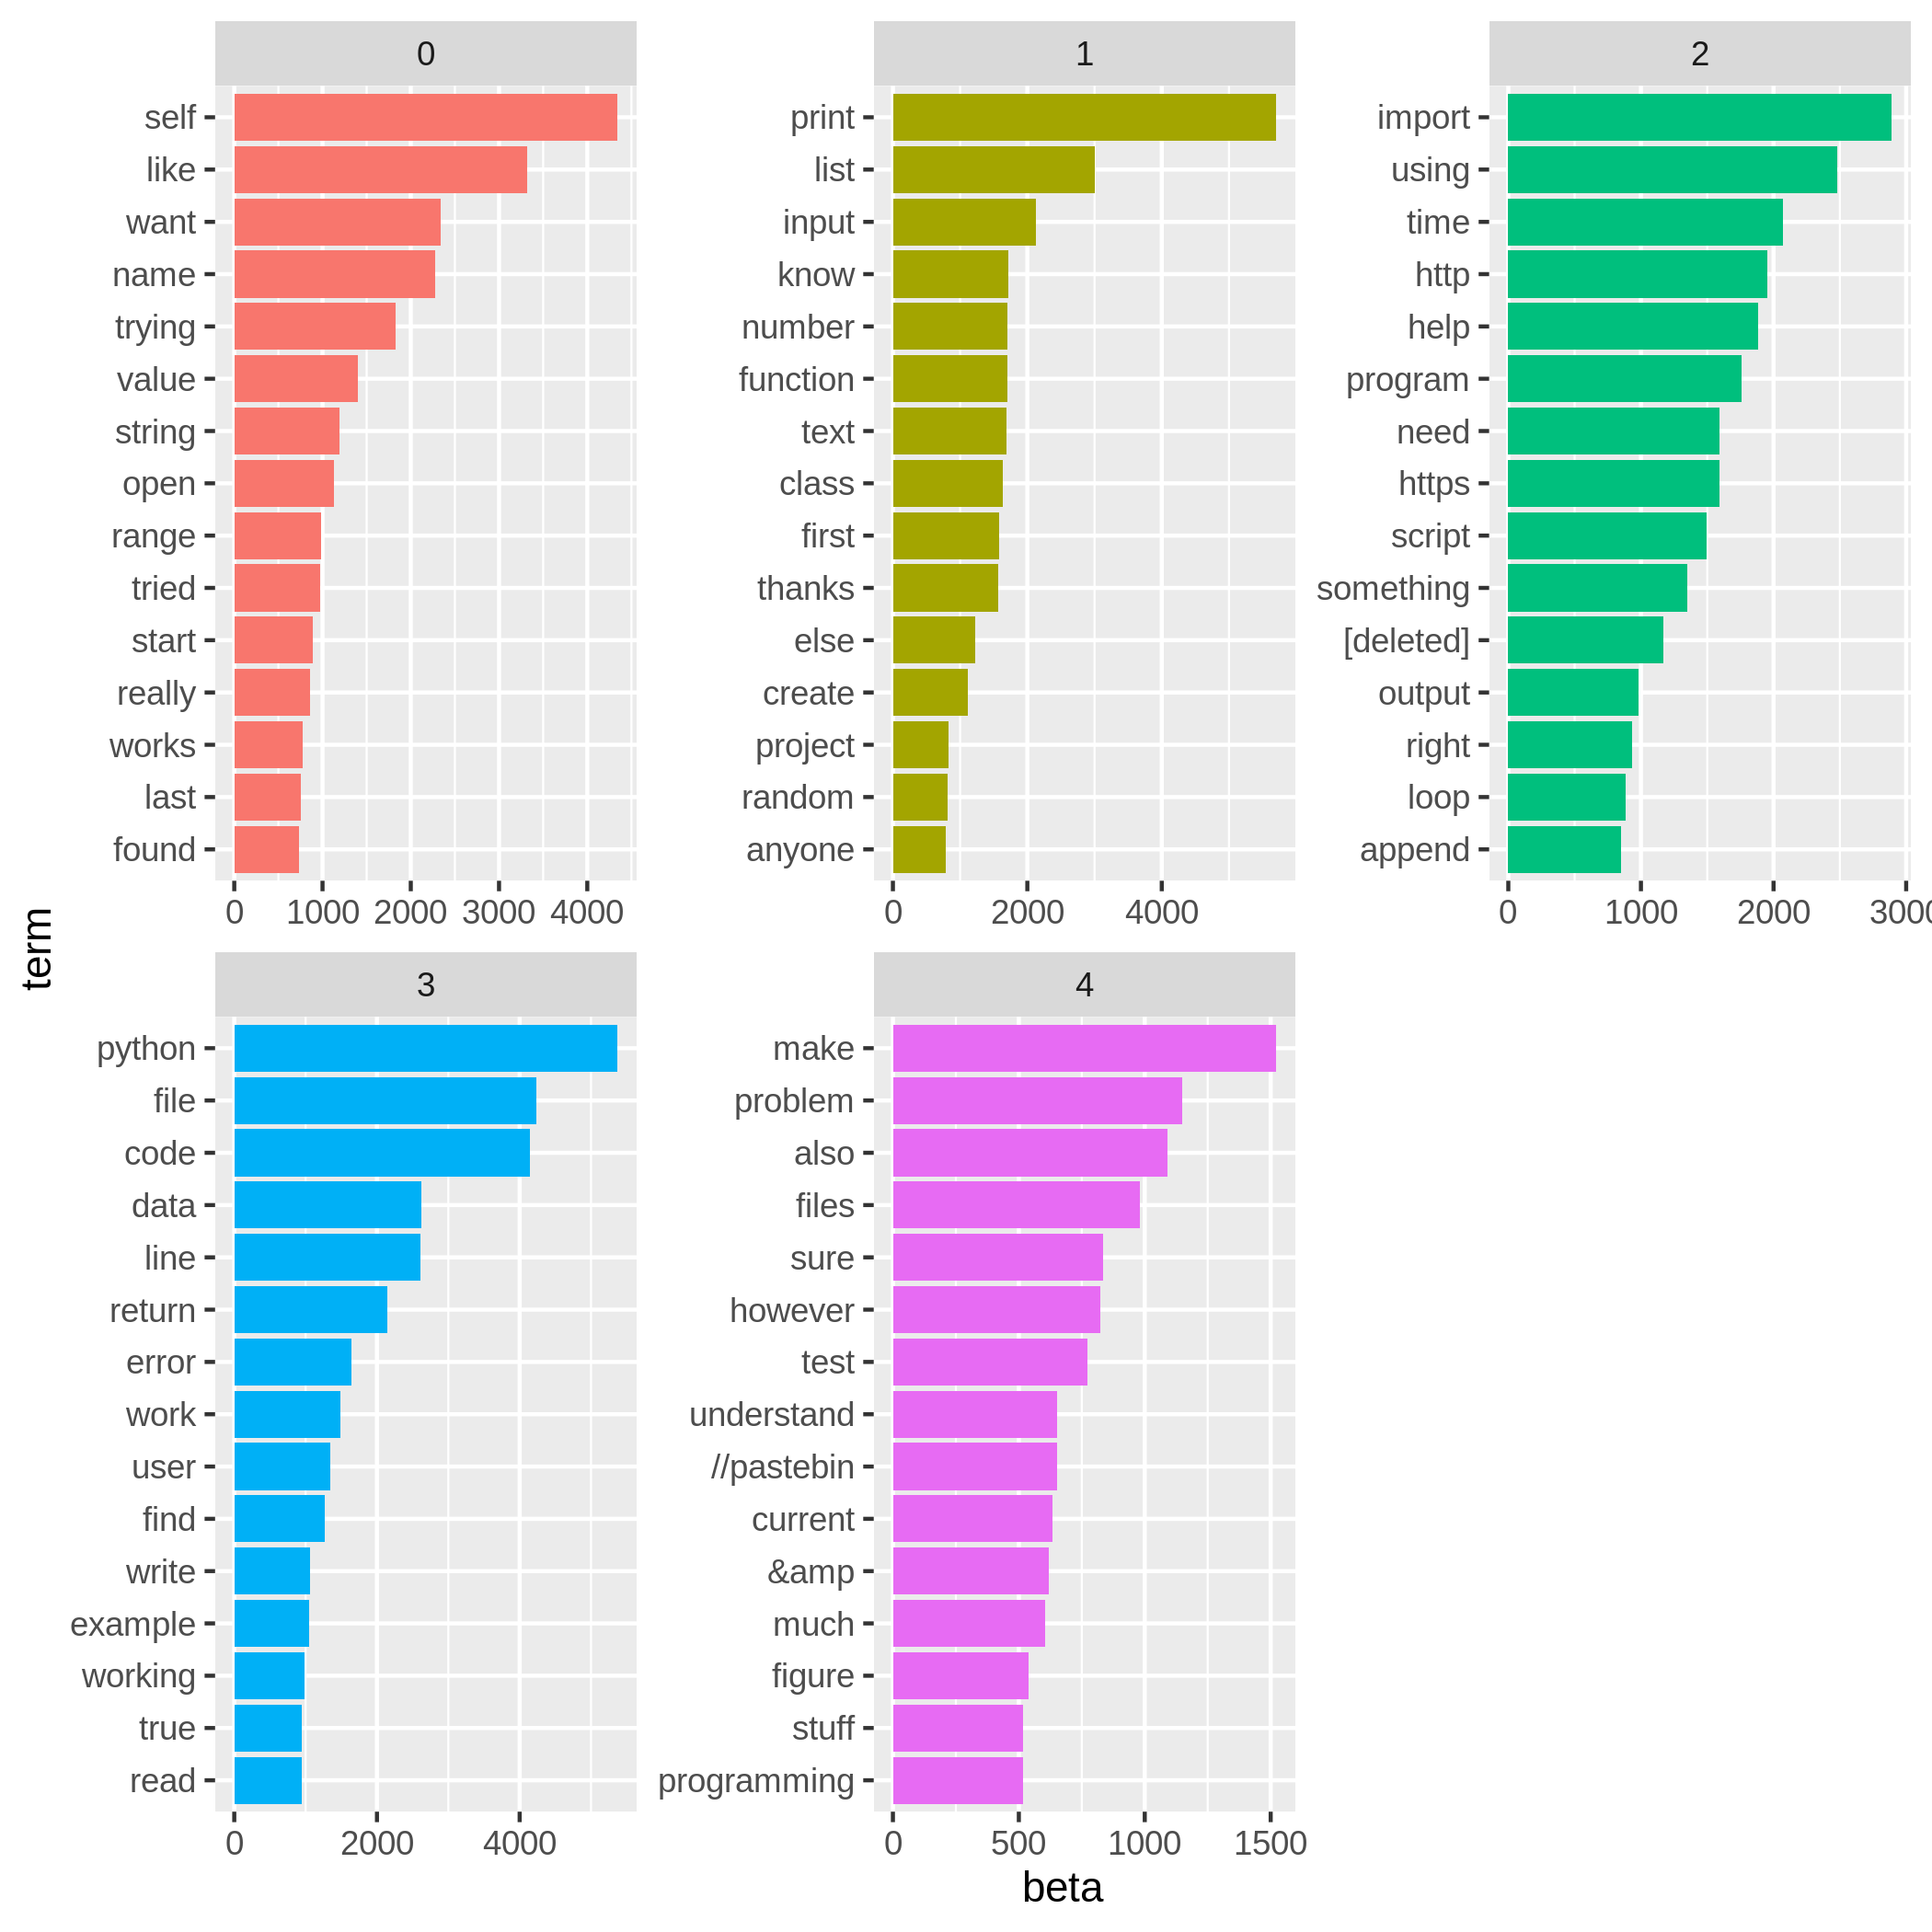 0
self
like
want
name
trying
value
string
open
range
tried
start
really
works
last
found
0 1000 2000 3000 4000
1
print
list
input
know
number
function
text
class
first
thanks
else
create
project
random
anyone
0 2000 4000
2
import
using
time
http
help
program
need
https
script
something
[deleted]
output
right
loop
append
0 1000 2000 3000
term
3
python
file
code
data
line
return
error
work
user
find
write
example
working
true
read
0 2000 4000
4
make
problem
also
files
sure
however
test
understand
//pastebin
current
&amp
much
figure
stuff
programming
0 500 1000 1500
beta